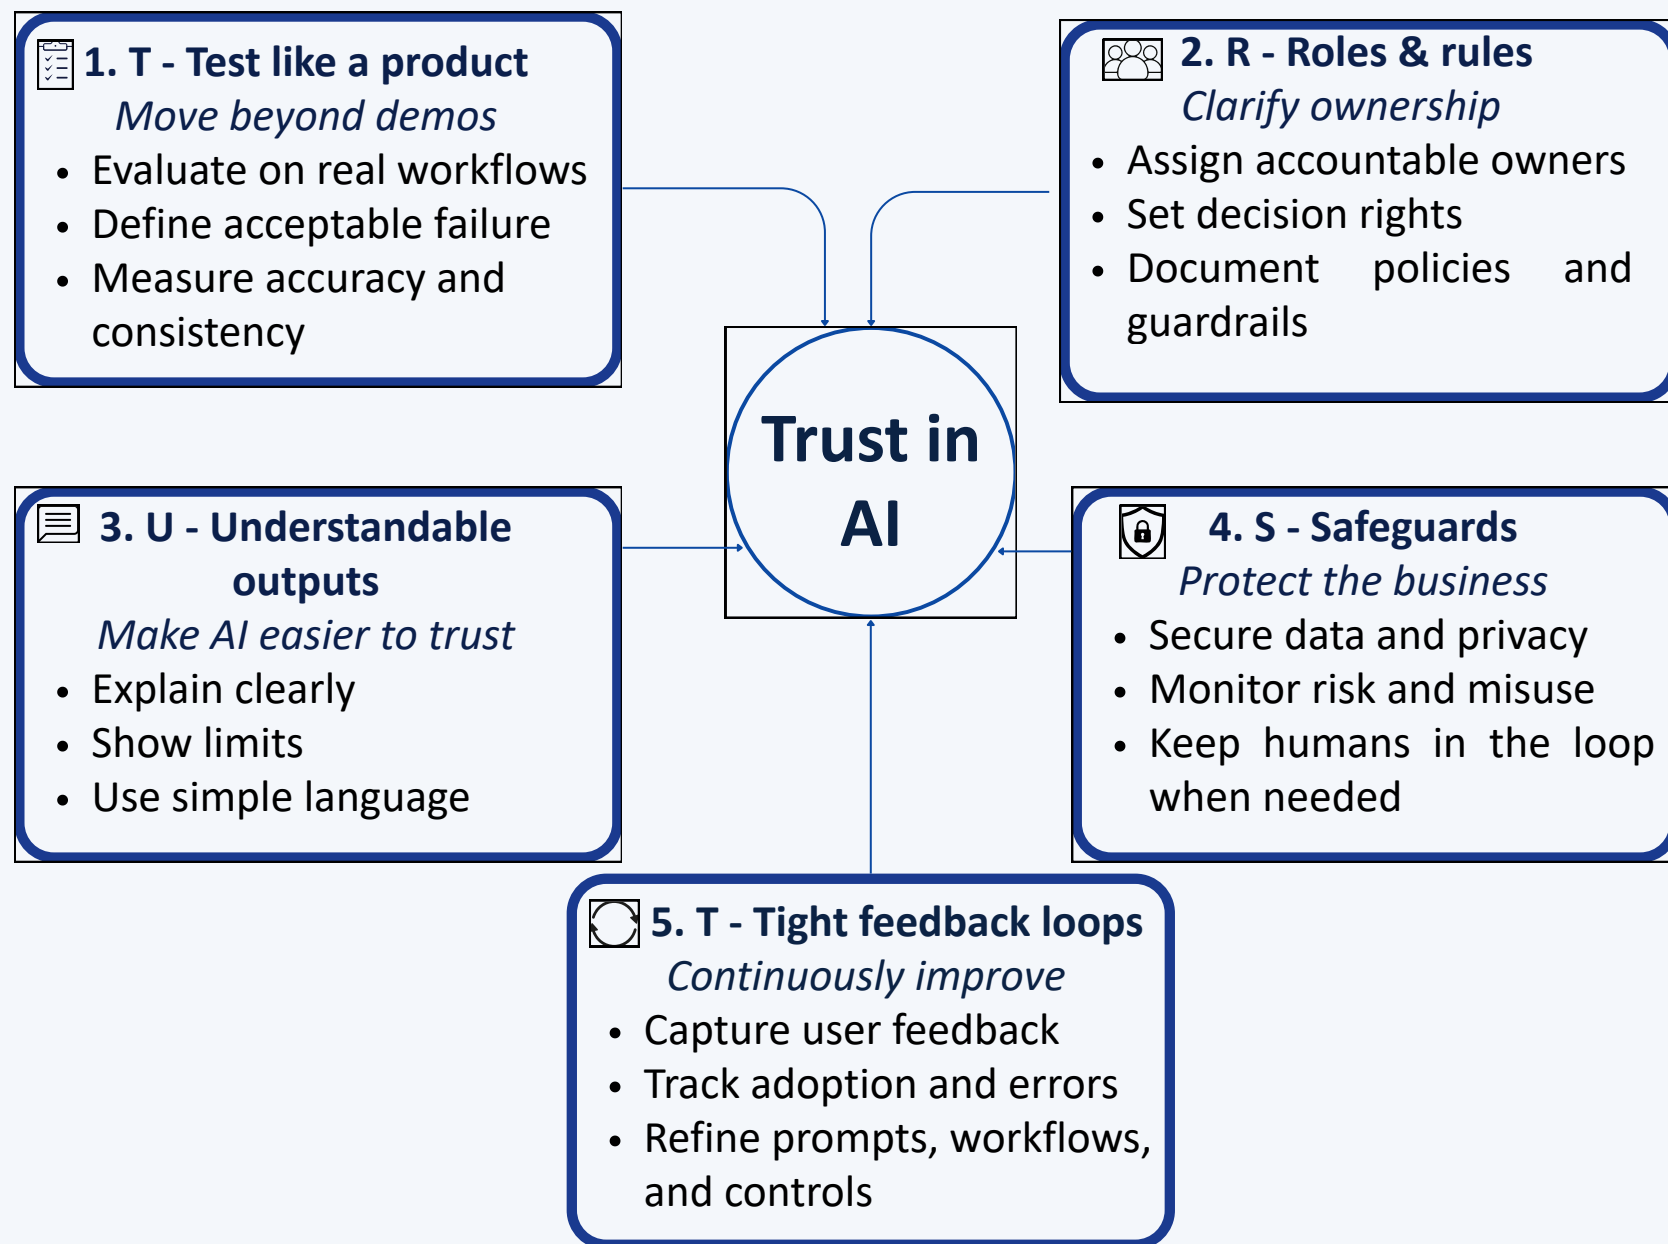 1. T - Test like a product
Move beyond demos
• Evaluate on real workflows
• Define acceptable failure
• Measure accuracy and
consistency
2. R - Roles & rules
Clarify ownership
• Assign accountable owners
• Set decision rights
• Document policies and
guardrails
Trust in
AI
3. U - Understandable
outputs
Make AI easier to trust
• Explain clearly
• Show limits
• Use simple language
4. S - Safeguards
Protect the business
• Secure data and privacy
• Monitor risk and misuse
• Keep humans in the loop
when needed
5. T - Tight feedback loops
Continuously improve
• Capture user feedback
• Track adoption and errors
• Refine prompts, workflows,
and controls